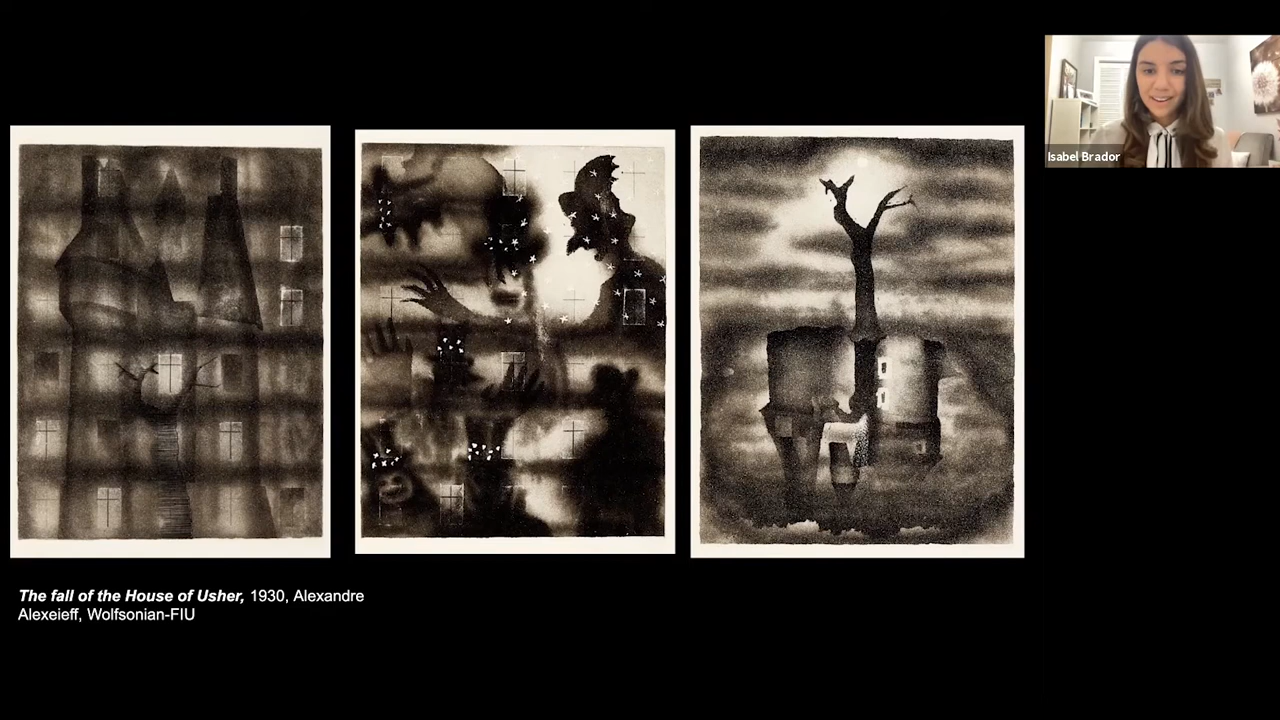 Isabel Brador
The fall of the House of Usher, 1930, Alexandre
Alexeieff, Wolfsonian-FIU